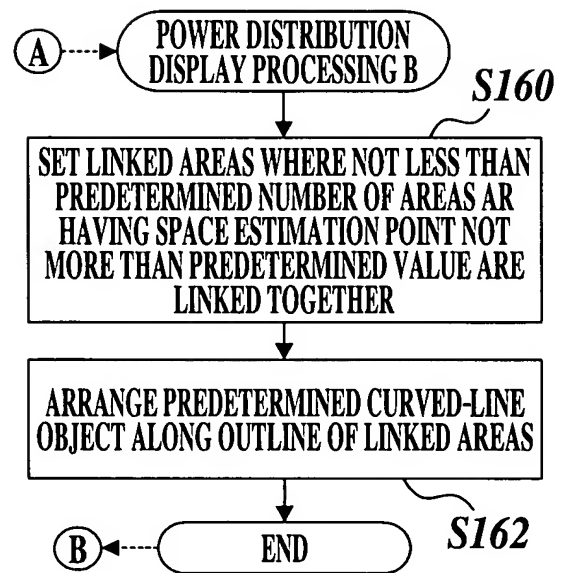 A
POWER DISTRIBUTION
DISPLAY PROCESSING B
S160
SET LINKED AREAS WHERE NOT LESS THAN
PREDETERMINED NUMBER OF AREAS AR
HAVING SPACE ESTIMATION POINT NOT
MORE THAN PREDETERMINED VALUE ARE
LINKED TOGETHER
ARRANGE PREDETERMINED CURVED-LINE
OBJECT ALONG OUTLINE OF LINKED AREAS
S162
B
END